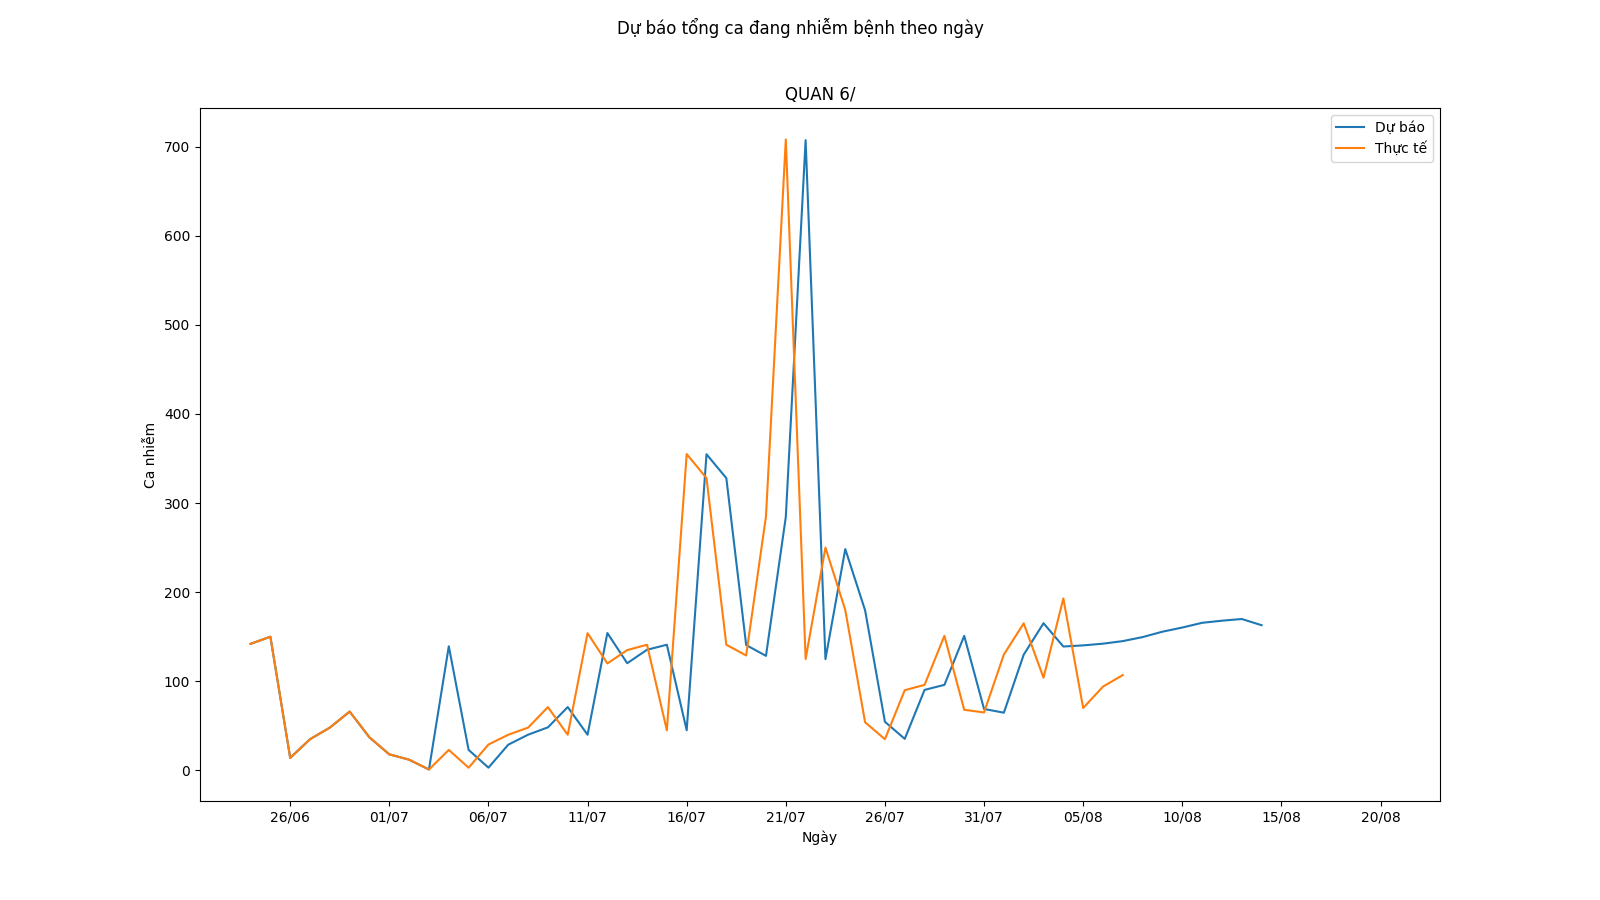 Dự báo tổng ca đang nhiễm bệnh theo ngày
QUAN 6/
Dự báo
Thực tế
700
600
500
400
300
200
100
0
Ca nhiễm
26/06 01/07 06/07 11/07 16/07 21/07 26/07 31/07 05/08 10/08 15/08 20/08
Ngày